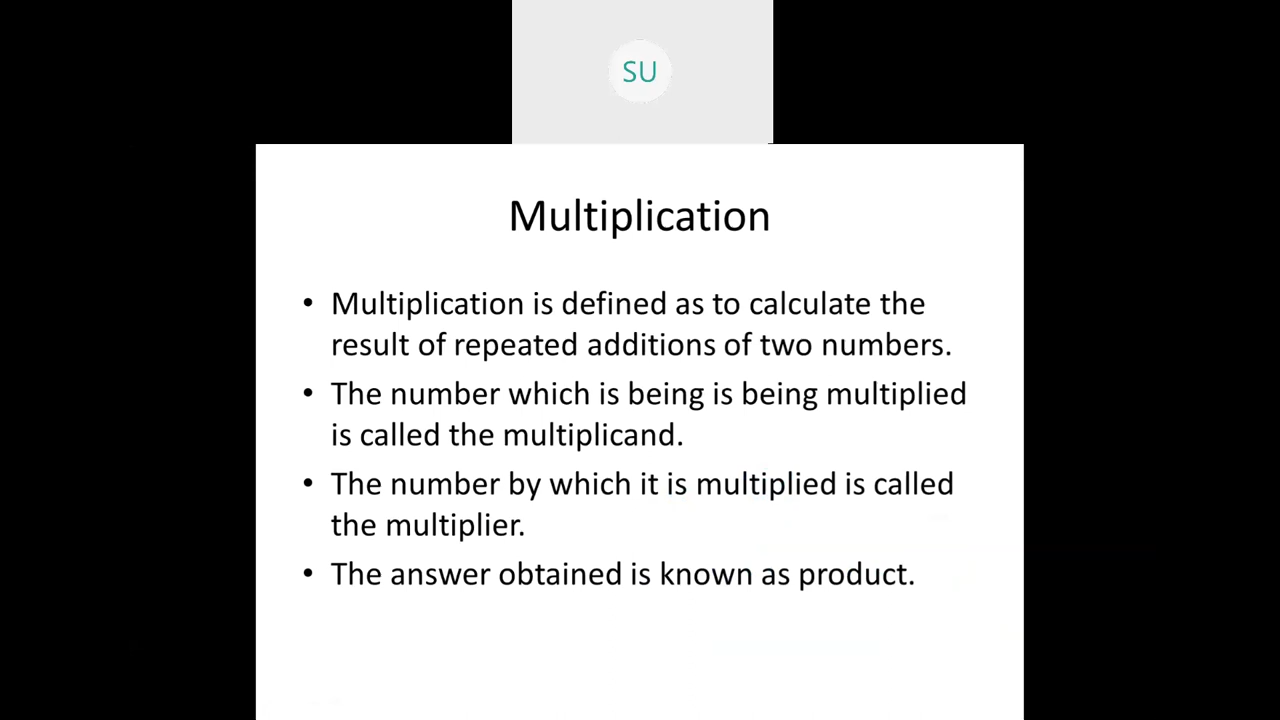 SU
Multiplication
• Multiplication is defined as to calculate the
result of repeated additions of two numbers.
• The number which is being is being multiplied
is called the multiplicand.
• The number by which it is multiplied is called
the multiplier.
• The answer obtained is known as product.